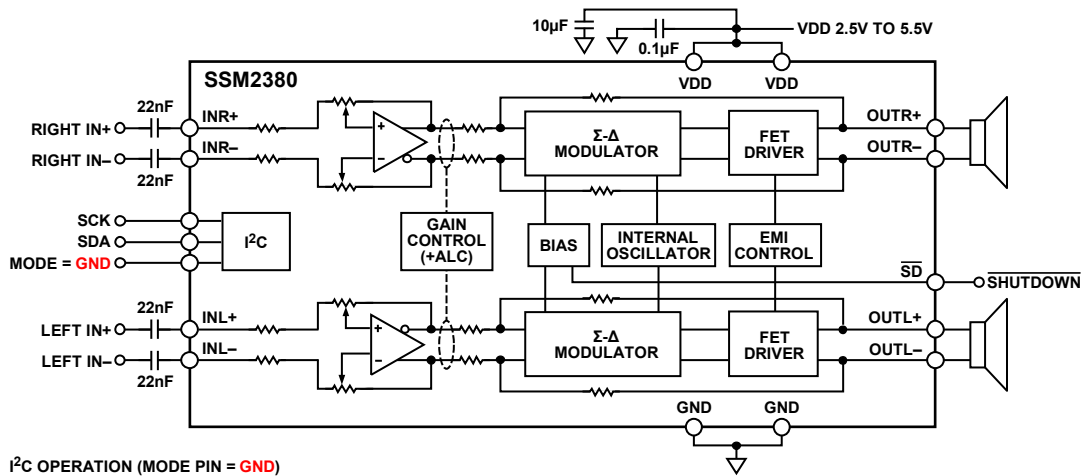 10µF
0.1µF
VDD 2.5V TO 5.5V
SSM2380
VDD
VDD
22nF
RIGHT IN+
INR+
RIGHT IN–
INR–
22nF
+
–
Σ-Δ
MODULATOR
FET
DRIVER
OUTR+
OUTR–
SCK
SDA
MODE = GND
I²C
GAIN
CONTROL
(+ALC)
BIAS
INTERNAL
OSCILLATOR
EMI
CONTROL
SD
SHUTDOWN
22nF
LEFT IN+
INL+
LEFT IN–
INL–
22nF
+
–
Σ-Δ
MODULATOR
FET
DRIVER
OUTL+
OUTL–
GND
GND
I²C OPERATION (MODE PIN = GND)